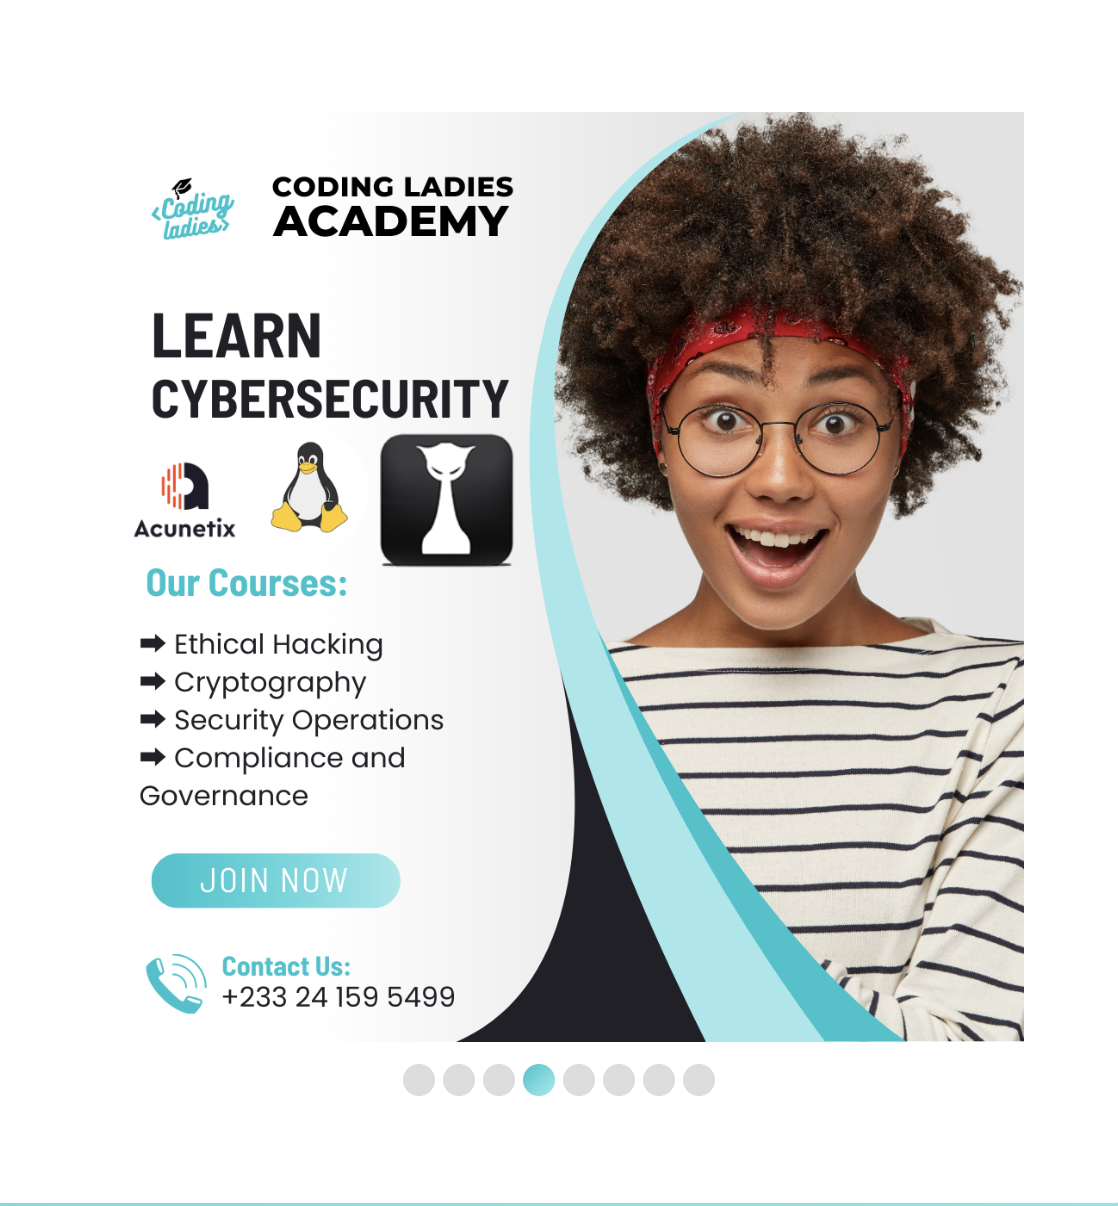 <Coding
ladies>
CODING LADIES
ACADEMY
LEARN
CYBERSECURITY
Acunetix
Our Courses:
➡ Ethical Hacking
➡ Cryptography
➡ Security Operations
➡ Compliance and
Governance
JOIN NOW
Contact Us:
+233 24 159 5499